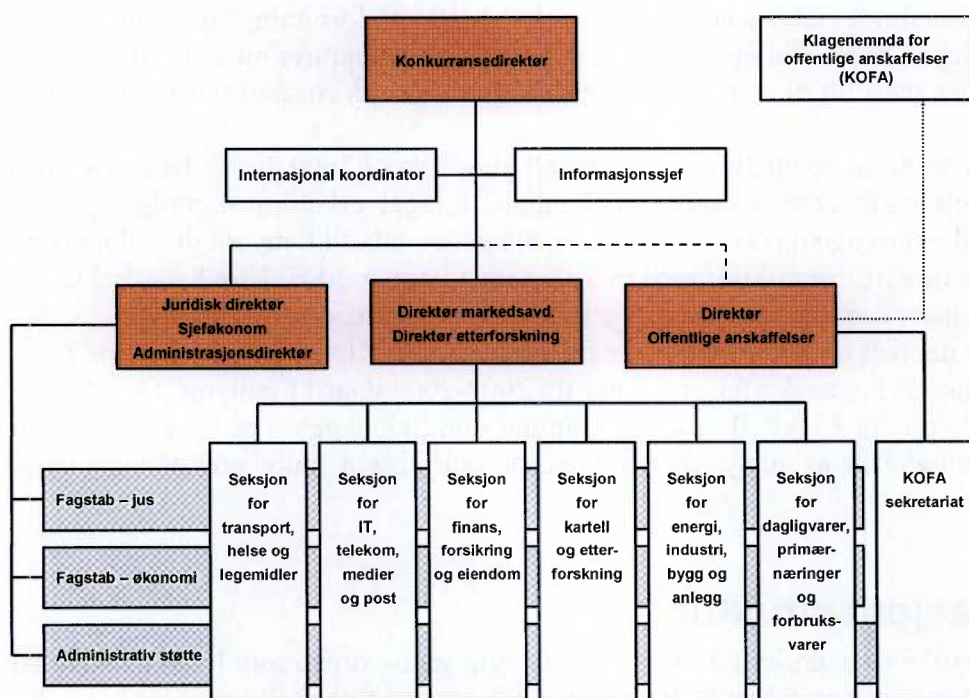 Konkurransedirektør
Klagenemnda for
offentlige anskaffelser
(KOFA)
Internasjonal koordinator
Informasjonssjef
Juridisk direktør
Sjeføkonom
Administrasjonsdirektør
Direktør markedsavd.
Direktør etterforskning
Direktør
Offentlige anskaffelser
Fagstab – jus
Fagstab – økonomi
Administrativ støtte
Seksjon
for
transport,
helse og
legemidler
Seksjon
for
IT,
telekom,
medier
og post
Seksjon
for
finans,
forsikring
og eiendom
Seksjon
for
kartell
og etter-
forskning
Seksjon
for
energi,
industri,
bygg og
anlegg
Seksjon
for
dagligvarer,
primær-
næringer
og
forbruks-
varer
KOFA
sekretariat